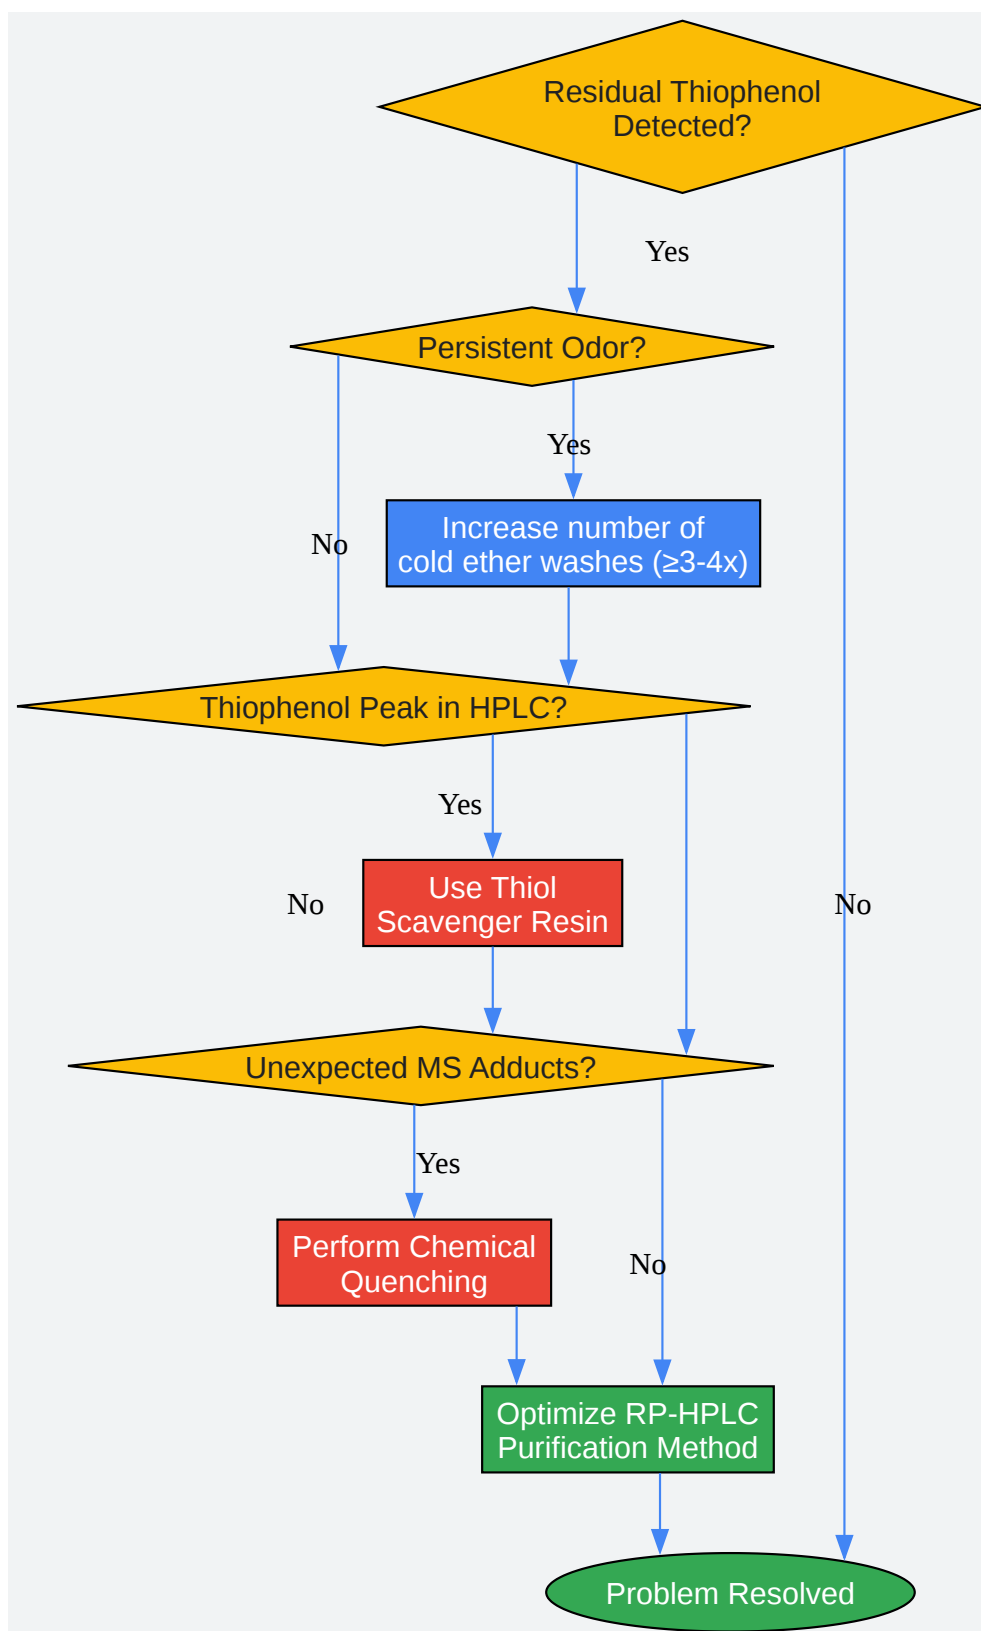 Residual Thiophenol
Detected?
Yes
Persistent Odor?
Yes
Increase number of
cold ether washes (≥3-4x)
No
Thiophenol Peak in HPLC?
Yes
Use Thiol
Scavenger Resin
No
No
Unexpected MS Adducts?
Yes
Perform Chemical
Quenching
No
Optimize RP-HPLC
Purification Method
Problem Resolved